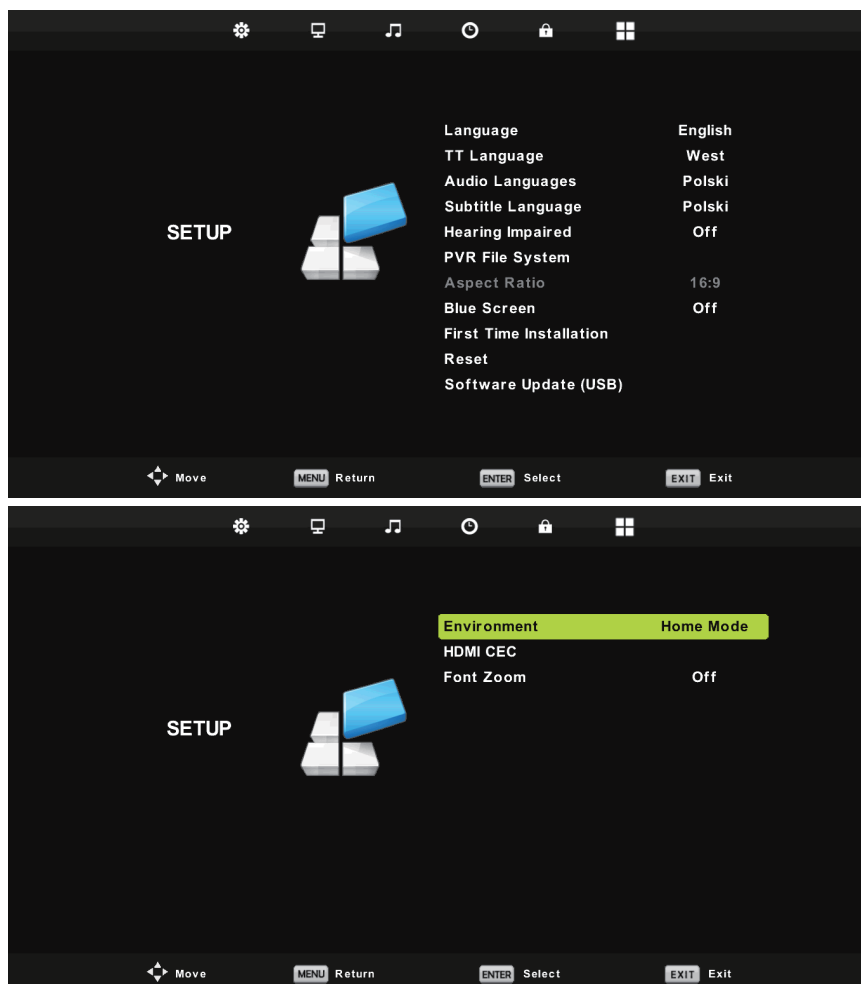 SETUP
Language English
TT Language West
Audio Languages Polski
Subtitle Language Polski
Hearing Impaired Off
PVR File System
Aspect Ratio 16:9
Blue Screen Off
First Time Installation
Reset
Software Update (USB)
Move MENU Return ENTER Select EXIT Exit
SETUP
Environment Home Mode
HDMI CEC
Font Zoom Off
Move MENU Return ENTER Select EXIT Exit